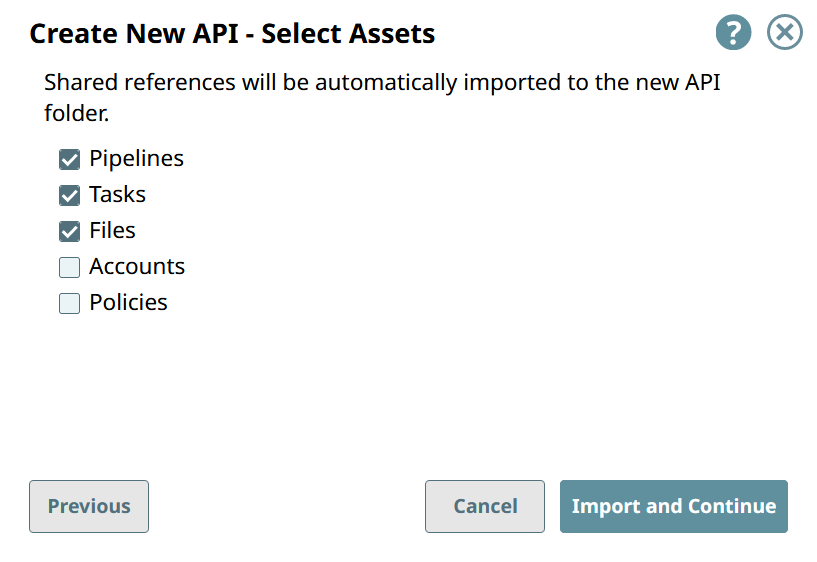 Create New API - Select Assets
?
Shared references will be automatically imported to the new API
folder.
Pipelines
Tasks
Files
Accounts
Policies
Previous
Cancel
Import and Continue